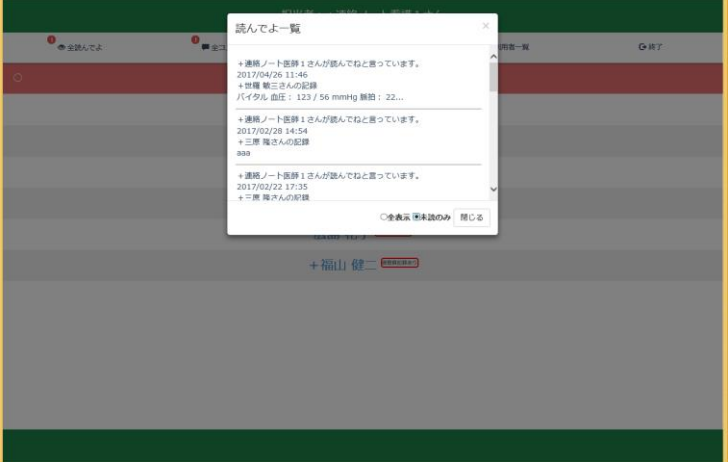 読んでよ一覧
×
! 全読んでよ
!
利用者一覧
終了
+連絡ノート医師1さんが読んでねと言っています。
2017/04/26 11:46
+世羅 敏三さんの記録
バイタル 血圧: 123 / 56 mmHg 脈拍: 22...
+連絡ノート医師1さんが読んでねと言っています。
2017/02/28 14:54
+三原 隆さんの記録
aaa
+連絡ノート医師1さんが読んでねと言っています。
2017/02/22 17:35
+三原 隆さんの記録
全表示 未読のみ 閉じる
+福山 健二